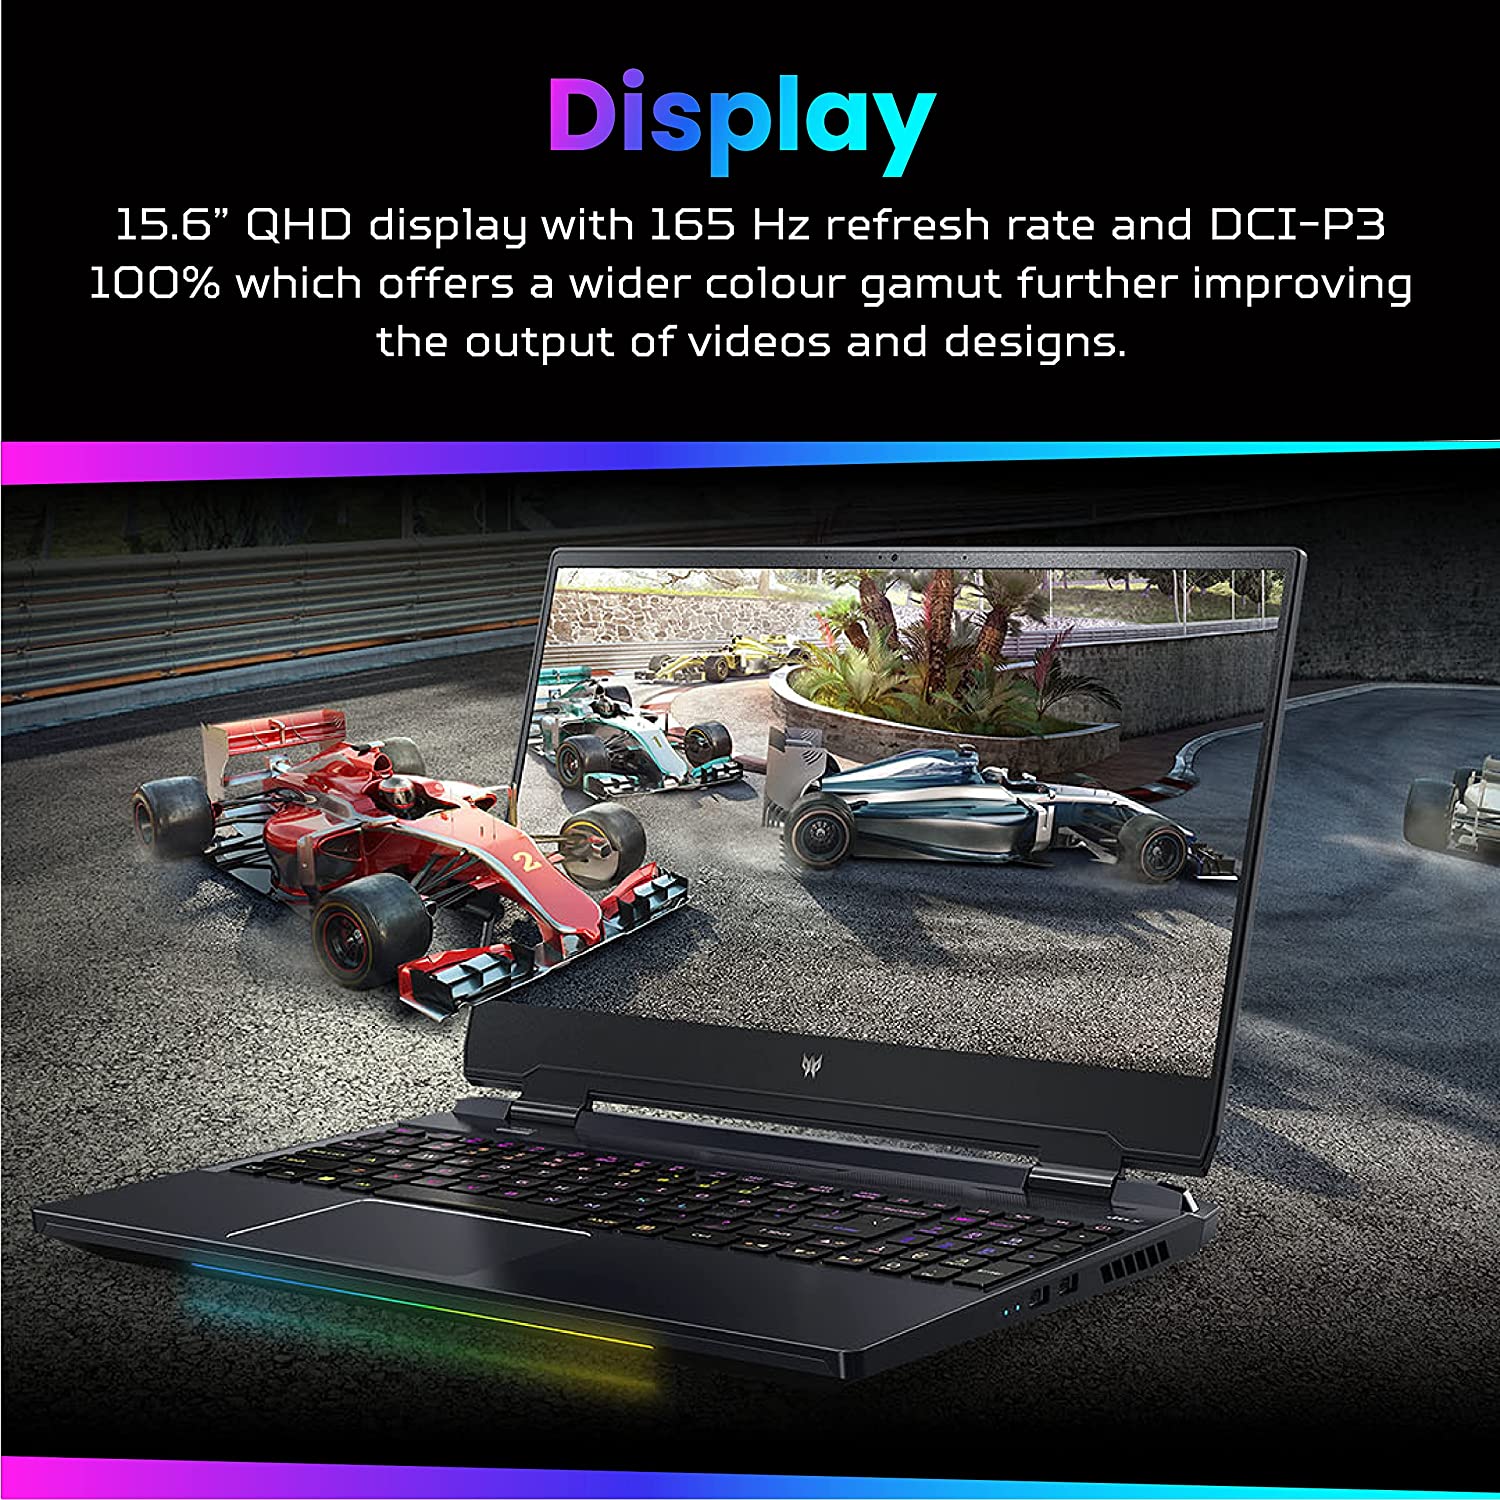 Display
15.6” QHD display with 165 Hz refresh rate and DCI-P3
100% which offers a wider colour gamut further improving
the output of videos and designs.
2